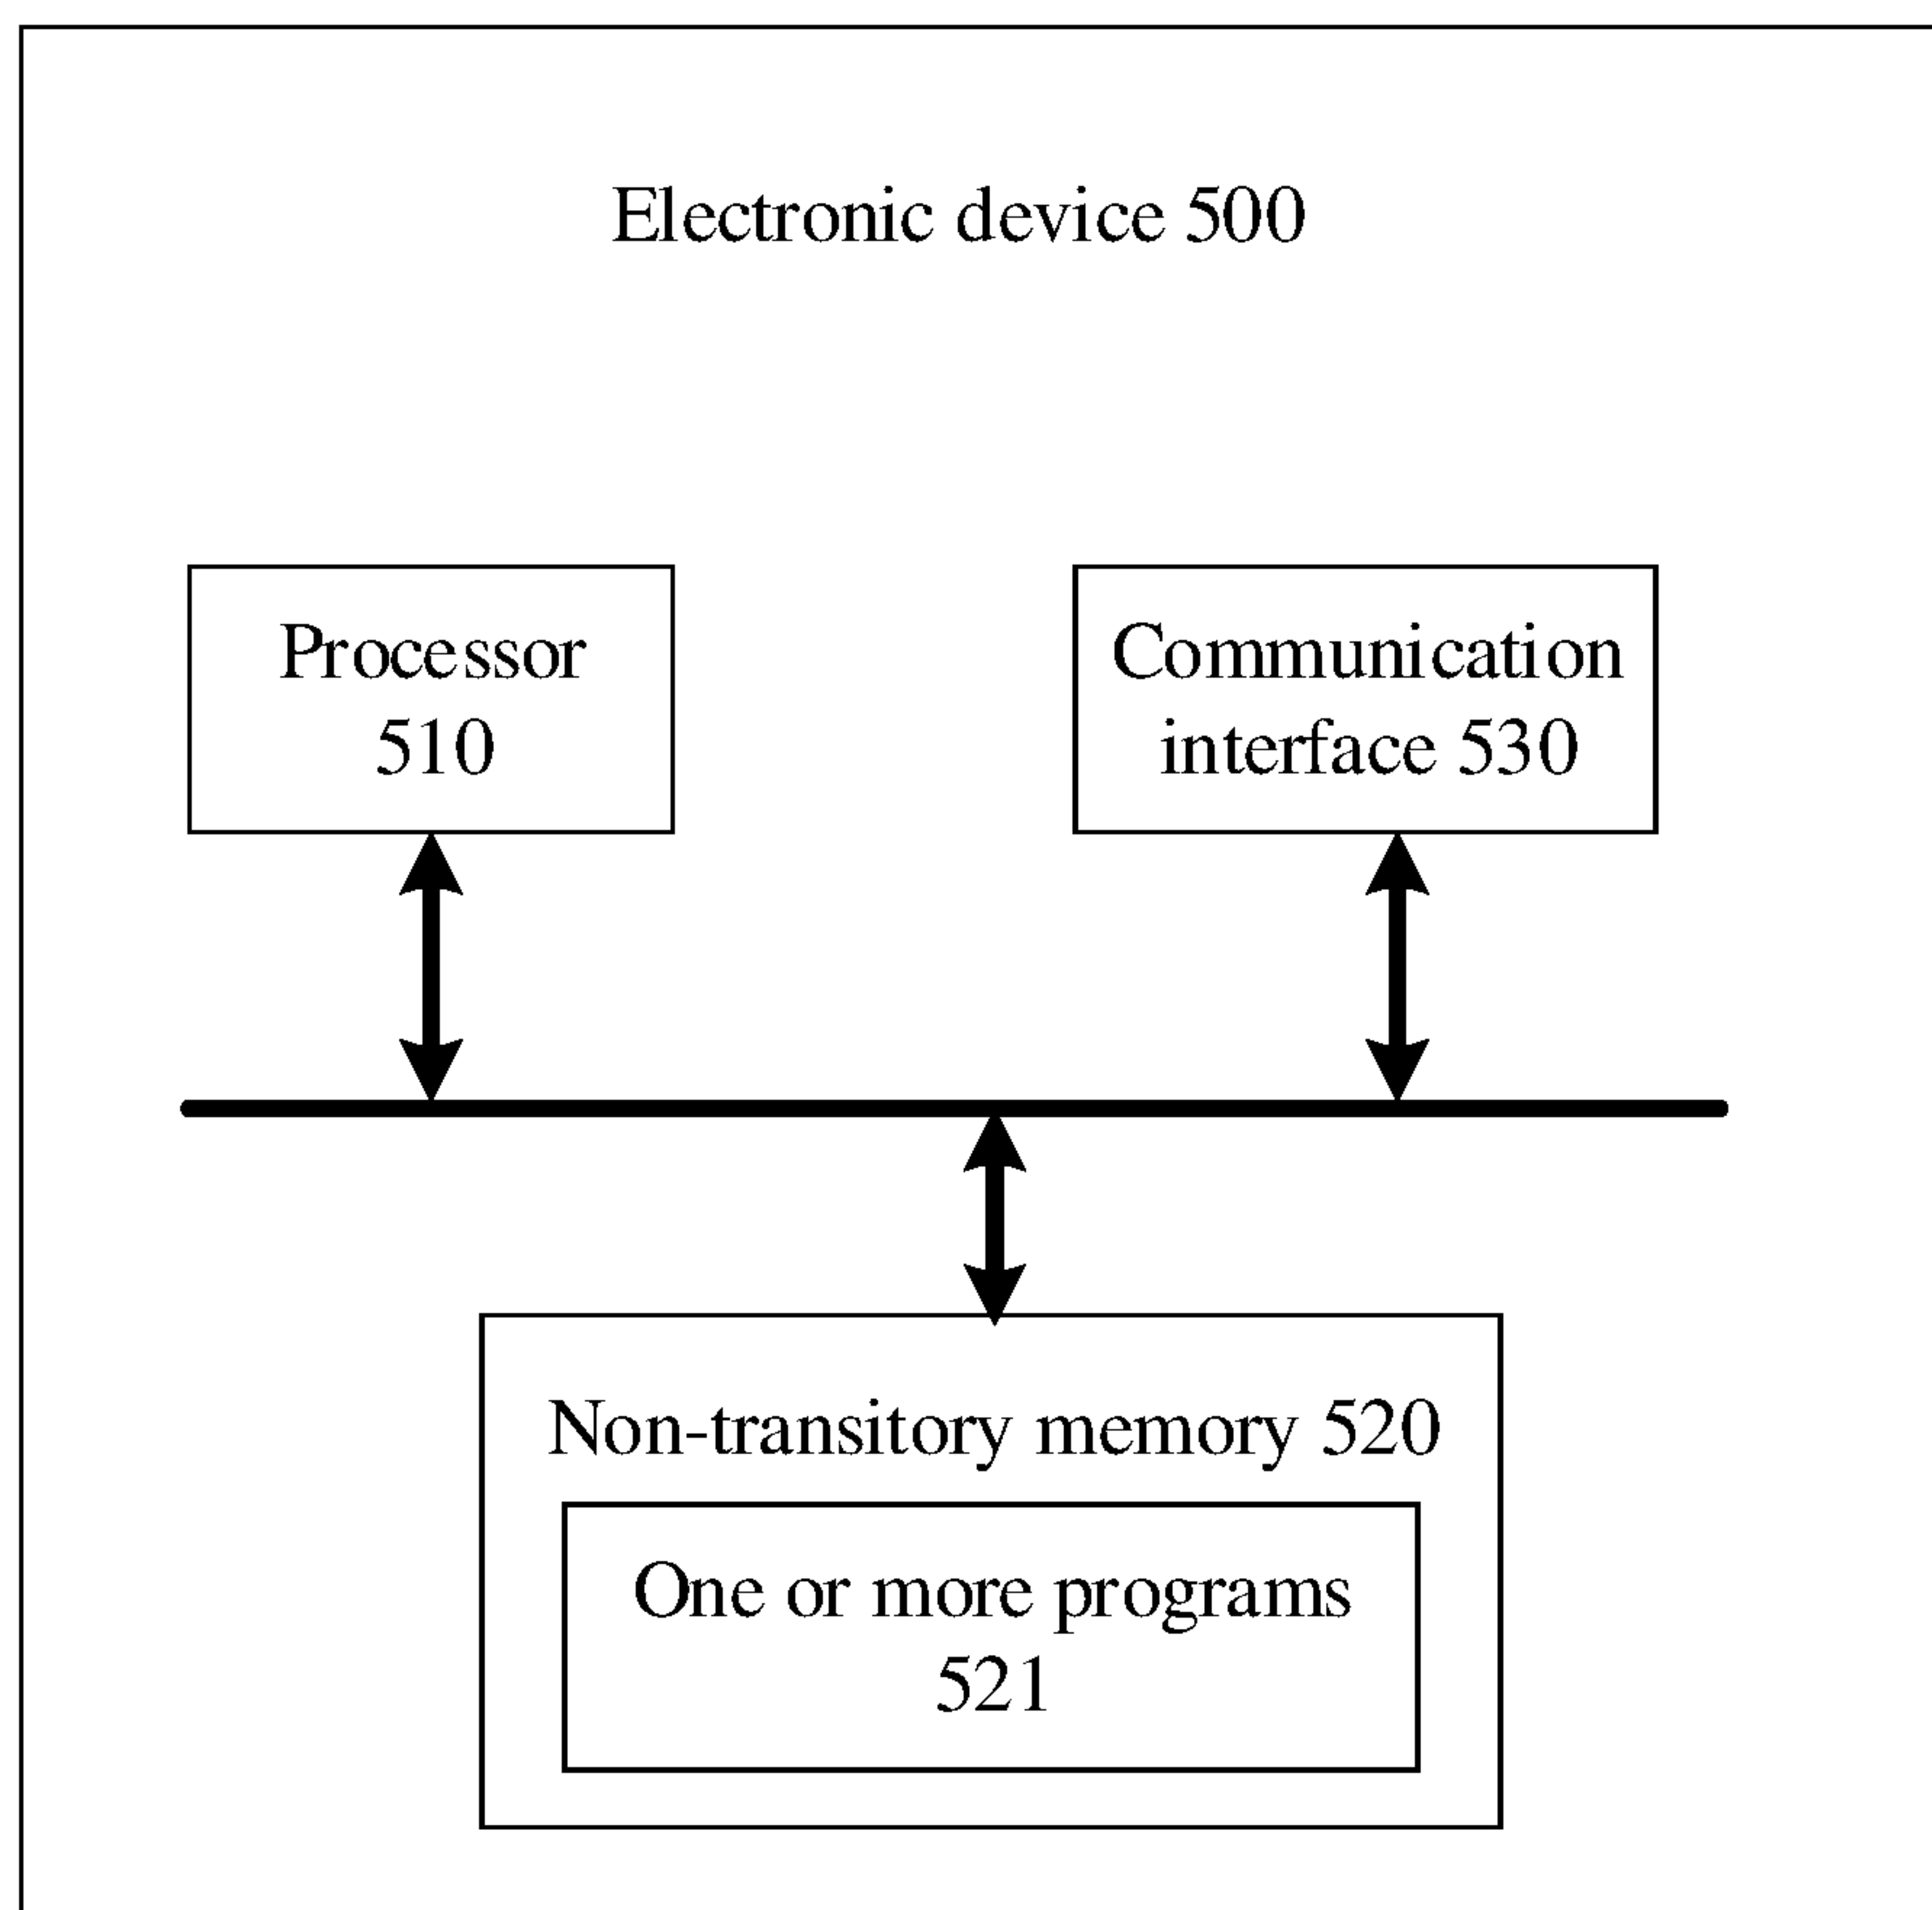 Electronic device 500
Processor
510
Communication
interface 530
Non-transitory memory 520
One or more programs
521